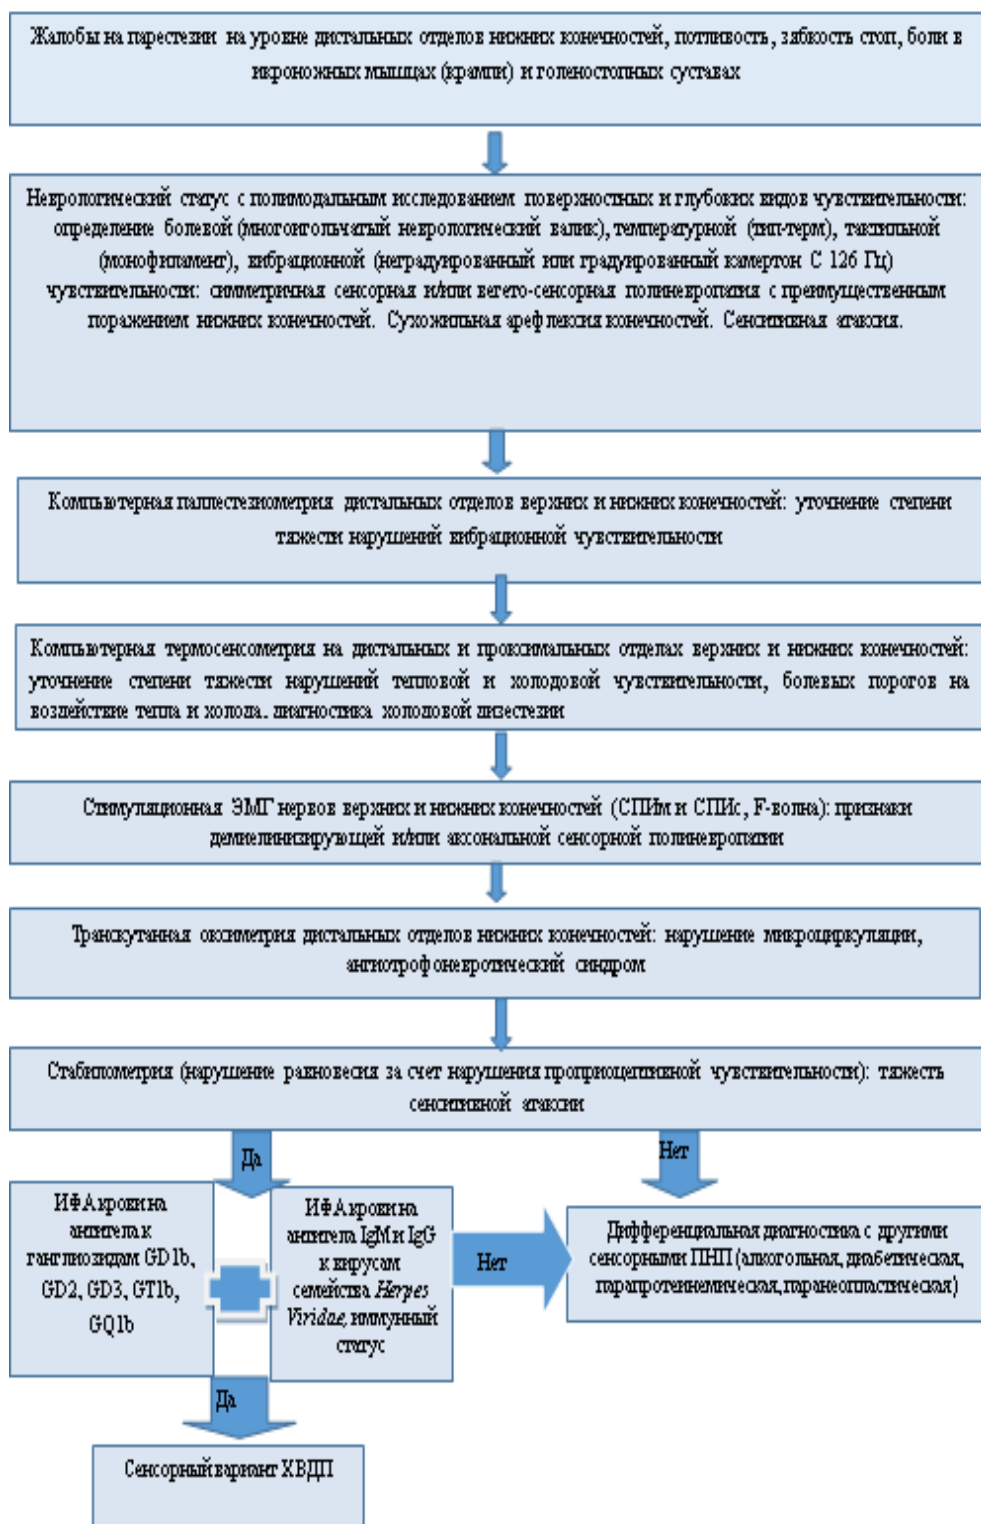 Жалобы на парестезии на уровне дистальных отделов нижних конечностей, потливость, зябкость стоп, боли в
икроножных мышцах (крампи) и голеностопных суставах
Неврологический статус с полимодальным исследованием поверхностных и глубоких видов чувствительности:
определение болевой (многоигольчатый неврологический валик), температурной (тип-терм), тактильной
(монофиламент), вибрационной (неградуированный или градуированный камертон С 126 Гц)
чувствительности: симметричная сенсорная и/или вегето-сенсорная полиневропатия с преимущественным
поражением нижних конечностей. Сухожильная арефлексия конечностей. Сенситивная атаксия.
Компьютерная паллестезиометрия дистальных отделов верхних и нижних конечностей: уточнение степени
тяжести нарушений вибрационной чувствительности
Компьютерная термосенсометрия на дистальных и проксимальных отделах верхних и нижних конечностей:
уточнение степени тяжести нарушений тепловой и холодовой чувствительности, болевых порогов на
воздействие тепла и холода. диагностика холодовой дизестезии
Стимуляционная ЭМГ нервов верхних и нижних конечностей (СПИм и СПИс, F-волна): признаки
демиелинизирующей и/или аксональной сенсорной полиневропатии
Транскутанная оксиметрия дистальных отделов нижних конечностей: нарушение микроциркуляции,
ангиотрофоневротический синдром
Стабилометрия (нарушение равновесия за счет нарушения проприоцептивной чувствительности): тяжесть
сенситивной атаксии
Да
Нет
ИФА крови на
антитела к
ганглиозидам GD1b,
GD2, GD3, GT1b,
GQ1b
ИФА крови на
антитела IgM и IgG
к вирусам
семейства Herpes
Viridae, иммунный
статус
Нет
Дифференциальная диагностика с другими
сенсорными ПНП (алкогольная, диабетическая,
парапротеинемическая, паранеопластическая)
Да
Сенсорный вариант ХВДП